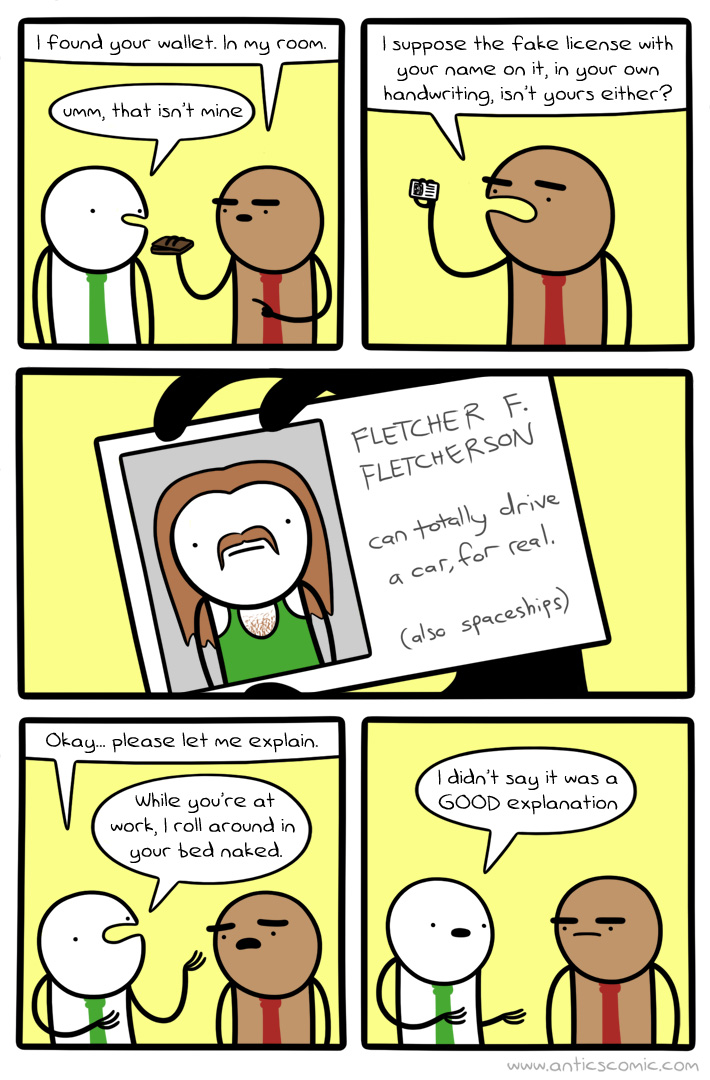 I found your wallet. In my room.
umm, that isn't mine
I suppose the fake license with
your name on it, in your own
handwriting, isn't yours either?
FLETCHER F.
FLETCHERSON
can totally drive
a car, for real.
(also spaceships)
Okay... please let me explain.
While you're at
work, I roll around in
your bed naked.
I didn't say it was a
GOOD explanation
www.anticscomic.com